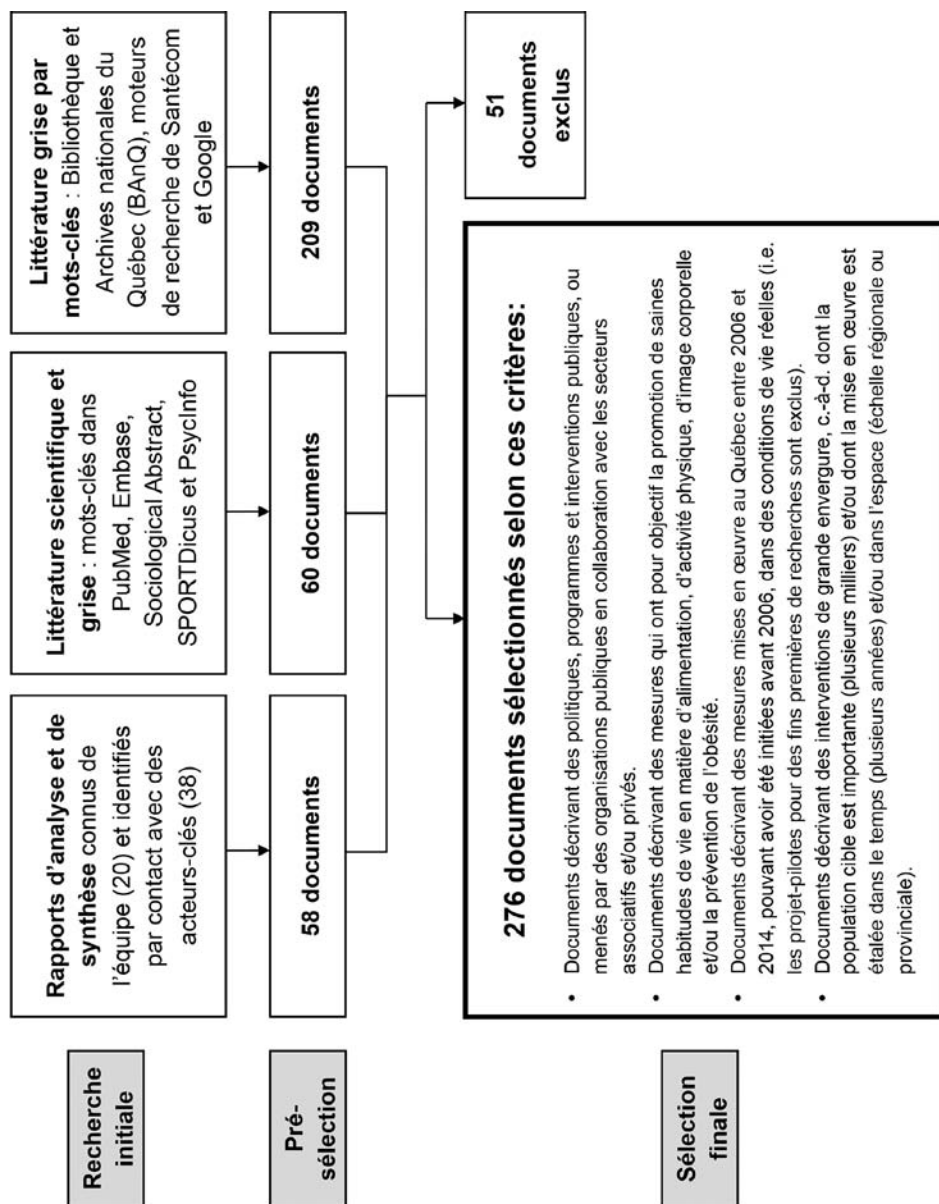 Recherche
initiale
Rapports d'analyse et de
synthèse connus de
l'équipe (20) et identifiés
par contact avec des
acteurs-clés (38)
Littérature scientifique et
grise : mots-clés dans
PubMed, Embase,
Sociological Abstract,
SPORTDicus et PsycInfo
Littérature grise par
mots-clés : Bibliothèque et
Archives nationales du
Québec (BAnQ), moteurs
de recherche de Santécom
et Google
Pré-
sélection
58 documents
60 documents
209 documents
Sélection
finale
276 documents sélectionnés selon ces critères:
• Documents décrivant des politiques, programmes et interventions publiques, ou
menés par des organisations publiques en collaboration avec les secteurs
associatifs et/ou privés.
• Documents décrivant des mesures qui ont pour objectif la promotion de saines
habitudes de vie en matière d'alimentation, d'activité physique, d'image corporelle
et/ou la prévention de l'obésité.
• Documents décrivant des mesures mises en œuvre au Québec entre 2006 et
2014, pouvant avoir été initiées avant 2006, dans des conditions de vie réelles (i.e.
les projet-pilotes pour des fins premières de recherches sont exclus).
• Documents décrivant des interventions de grande envergure, c.-à-d. dont la
population cible est importante (plusieurs milliers) et/ou dont la mise en œuvre est
étalée dans le temps (plusieurs années) et/ou dans l'espace (échelle régionale ou
provinciale).
51
documents
exclus